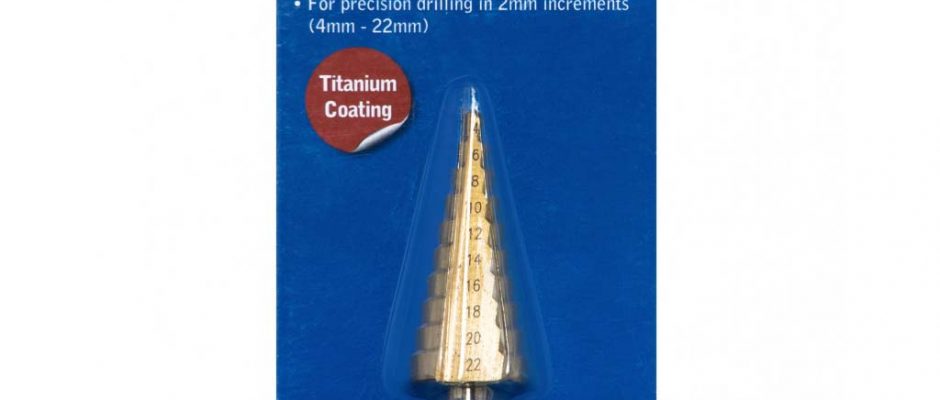 • For precision drilling in 2mm increments
(4mm - 22mm)
Titanium
Coating
4
6
8
10
12
14
16
18
20
22